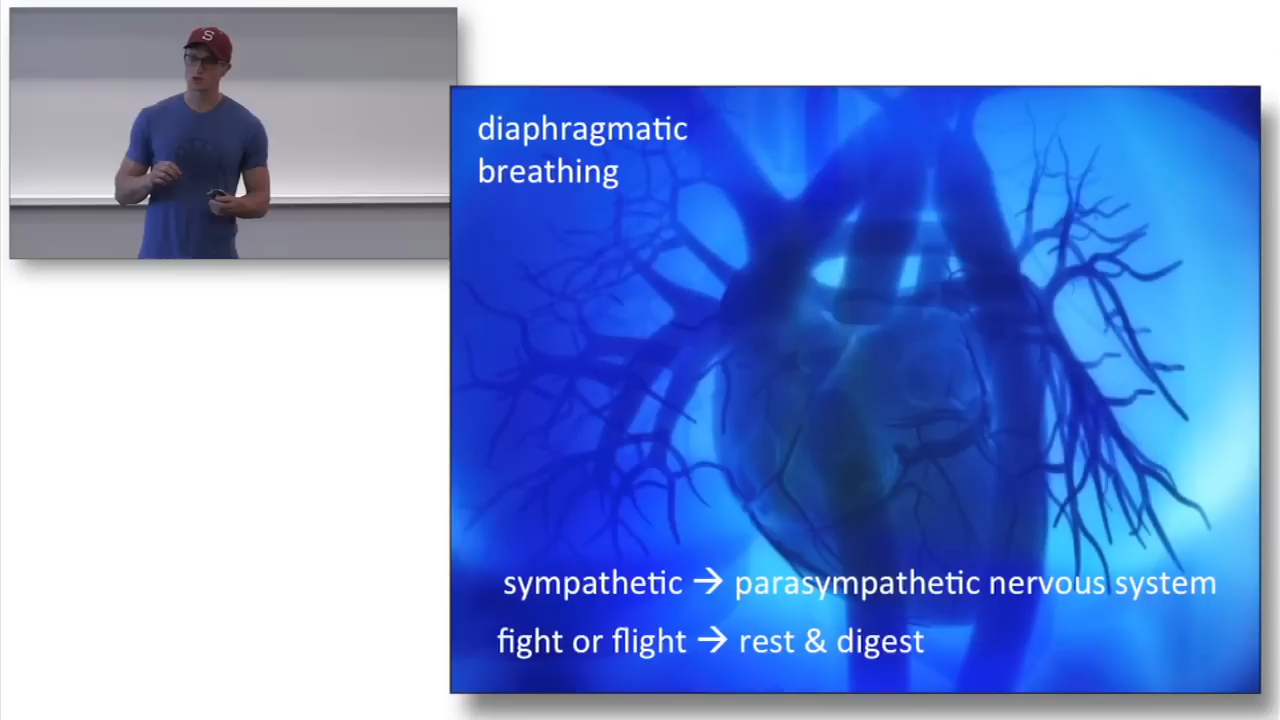 S
diaphragmatic
breathing
sympathetic → parasympathetic nervous system
fight or flight → rest & digest